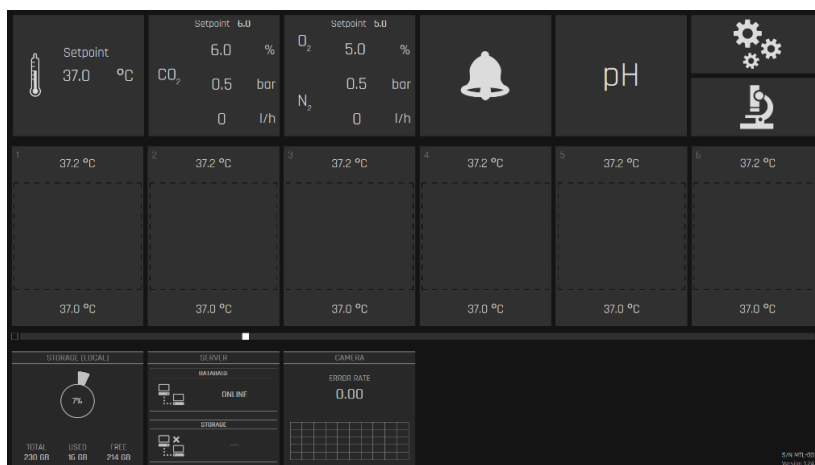 Setpoint
37.0 °C
Setpoint 6.0
CO₂
6.0 %
0.5 bar
0 l/h
Setpoint 5.0
O₂
5.0 %
N₂
0.5 bar
0 l/h
pH
1
37.2 °C
37.0 °C
2
37.2 °C
37.0 °C
3
37.2 °C
37.0 °C
4
37.2 °C
37.0 °C
5
37.2 °C
37.0 °C
6
37.2 °C
37.0 °C
STORAGE (LOCAL)
7%
TOTAL USED FREE
230 GB 16 GB 214 GB
SERVER
DATABASE
ONLINE
STORAGE
---
CAMERA
ERROR RATE
0.00
S/N MTL-00
Version